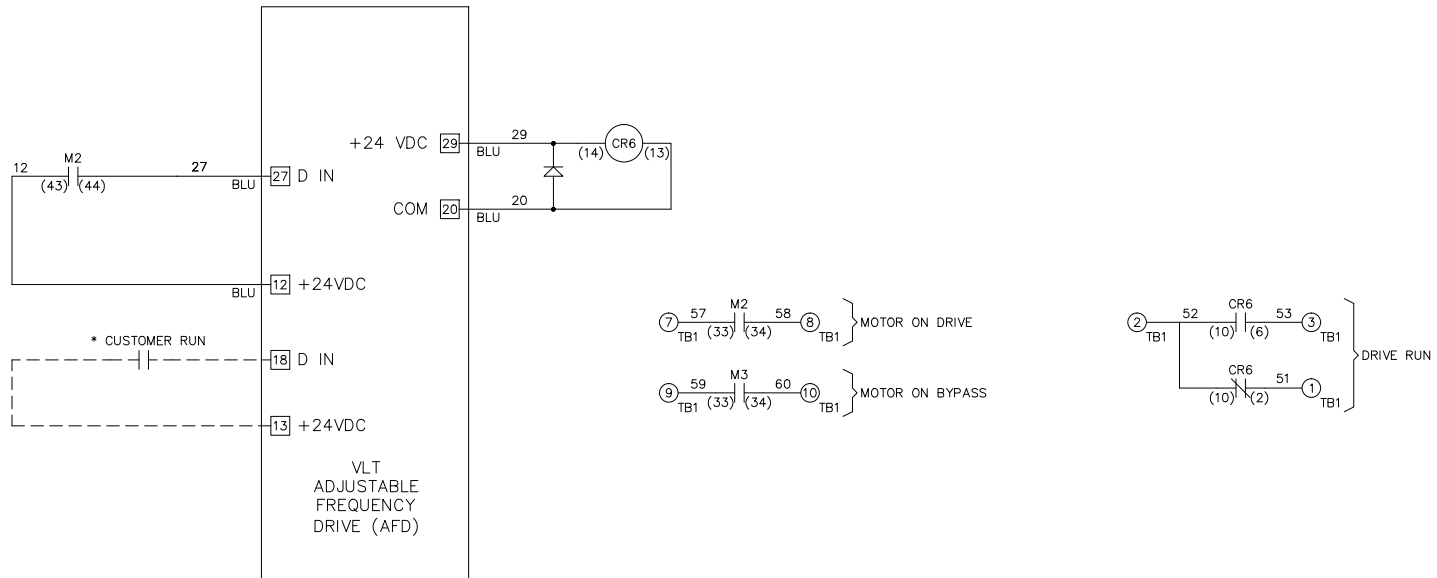 +24 VDC 29 29 BLU (14) CR6 (13)
12 M2 (43) (44) 27 BLU 27 D IN
COM 20 20 BLU
BLU 12 +24VDC
7 TB1 57 M2 (33) (34) 58 8 TB1 MOTOR ON DRIVE
2 TB1 52 CR6 (10) (6) 53 3 TB1
* CUSTOMER RUN 18 D IN
DRIVE RUN
9 TB1 59 M3 (33) (34) 60 10 TB1 MOTOR ON BYPASS
CR6 (10) (2) 51 1 TB1
13 +24VDC
VLT
ADJUSTABLE
FREQUENCY
DRIVE (AFD)